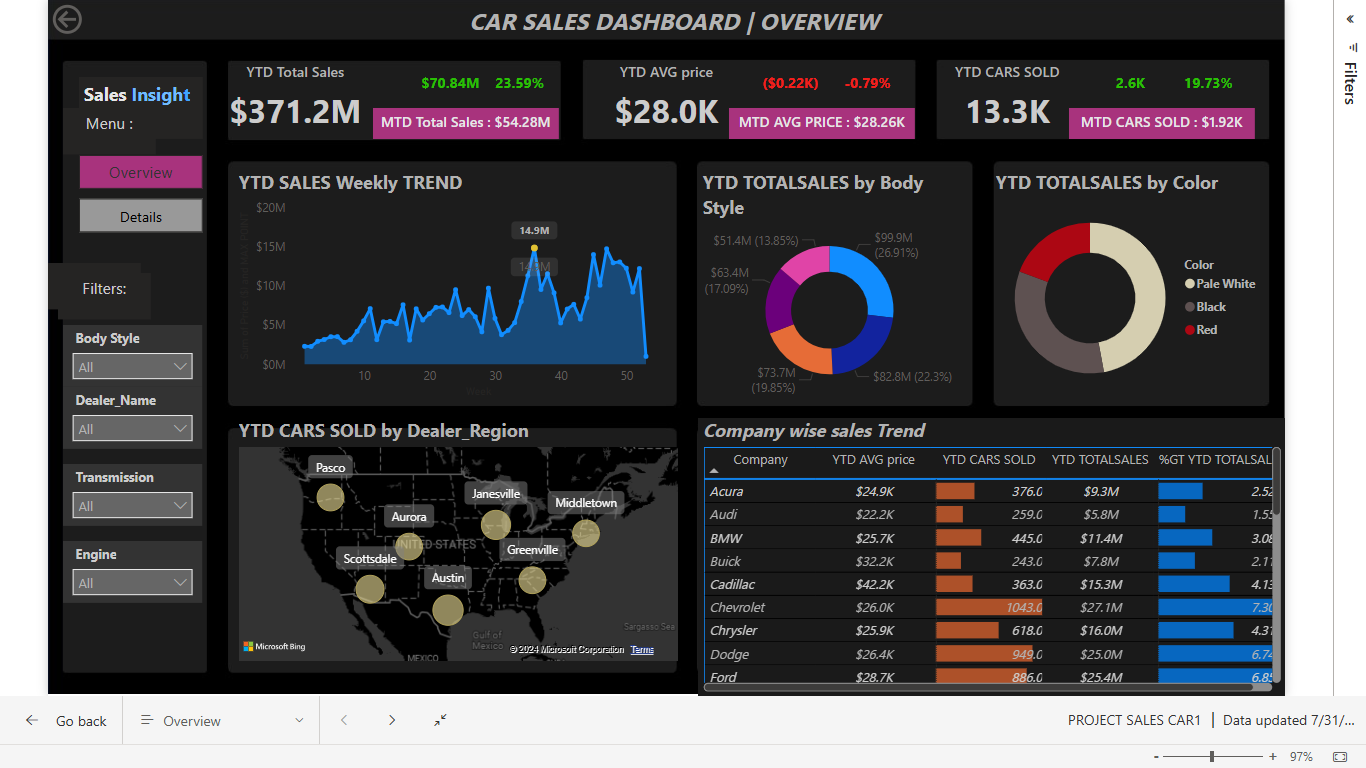 CAR SALES DASHBOARD | OVERVIEW
Sales Insight
Menu :
Overview
Details
Filters:
Body Style
All
Dealer_Name
All
Transmission
All
Engine
All
YTD Total Sales
$70.84M 23.59%
$371.2M
MTD Total Sales : $54.28M
YTD AVG price
($0.22K) -0.79%
$28.0K
MTD AVG PRICE : $28.26K
YTD CARS SOLD
2.6K 19.73%
13.3K
MTD CARS SOLD : $1.92K
YTD SALES Weekly TREND
$20M
$15M
$10M
$5M
$0M
14.9M
10 20 30 40 50
Week
YTD TOTALSALES by Body
Style
$51.4M (13.85%)
$99.9M
(26.91%)
$63.4M
(17.09%)
$73.7M
(19.85%)
$82.8M (22.3%)
YTD TOTALSALES by Color
Color
Pale White
Black
Red
YTD CARS SOLD by Dealer_Region
Pasco
Janesville
Middletown
Aurora
UNITED STATES
Greenville
Scottsdale
Austin
Gulf of
Mexico
Sargasso Sea
MEXICO
Microsoft Bing
© 2024 Microsoft Corporation Terms
Company wise sales Trend
Company YTD AVG price YTD CARS SOLD YTD TOTALSALES %GT YTD TOTALSAL
Acura $24.9K 376.0 $9.3M 2.52
Audi $22.2K 259.0 $5.8M 1.55
BMW $25.7K 445.0 $11.4M 3.08
Buick $32.2K 243.0 $7.8M 2.11
Cadillac $42.2K 363.0 $15.3M 4.13
Chevrolet $26.0K 1043.0 $27.1M 7.30
Chrysler $25.9K 618.0 $16.0M 4.31
Dodge $26.4K 949.0 $25.0M 6.74
Ford $28.7K 886.0 $25.4M 6.85
Filters
Go back
Overview
PROJECT SALES CAR1 | Data updated 7/31/...
- + 97%